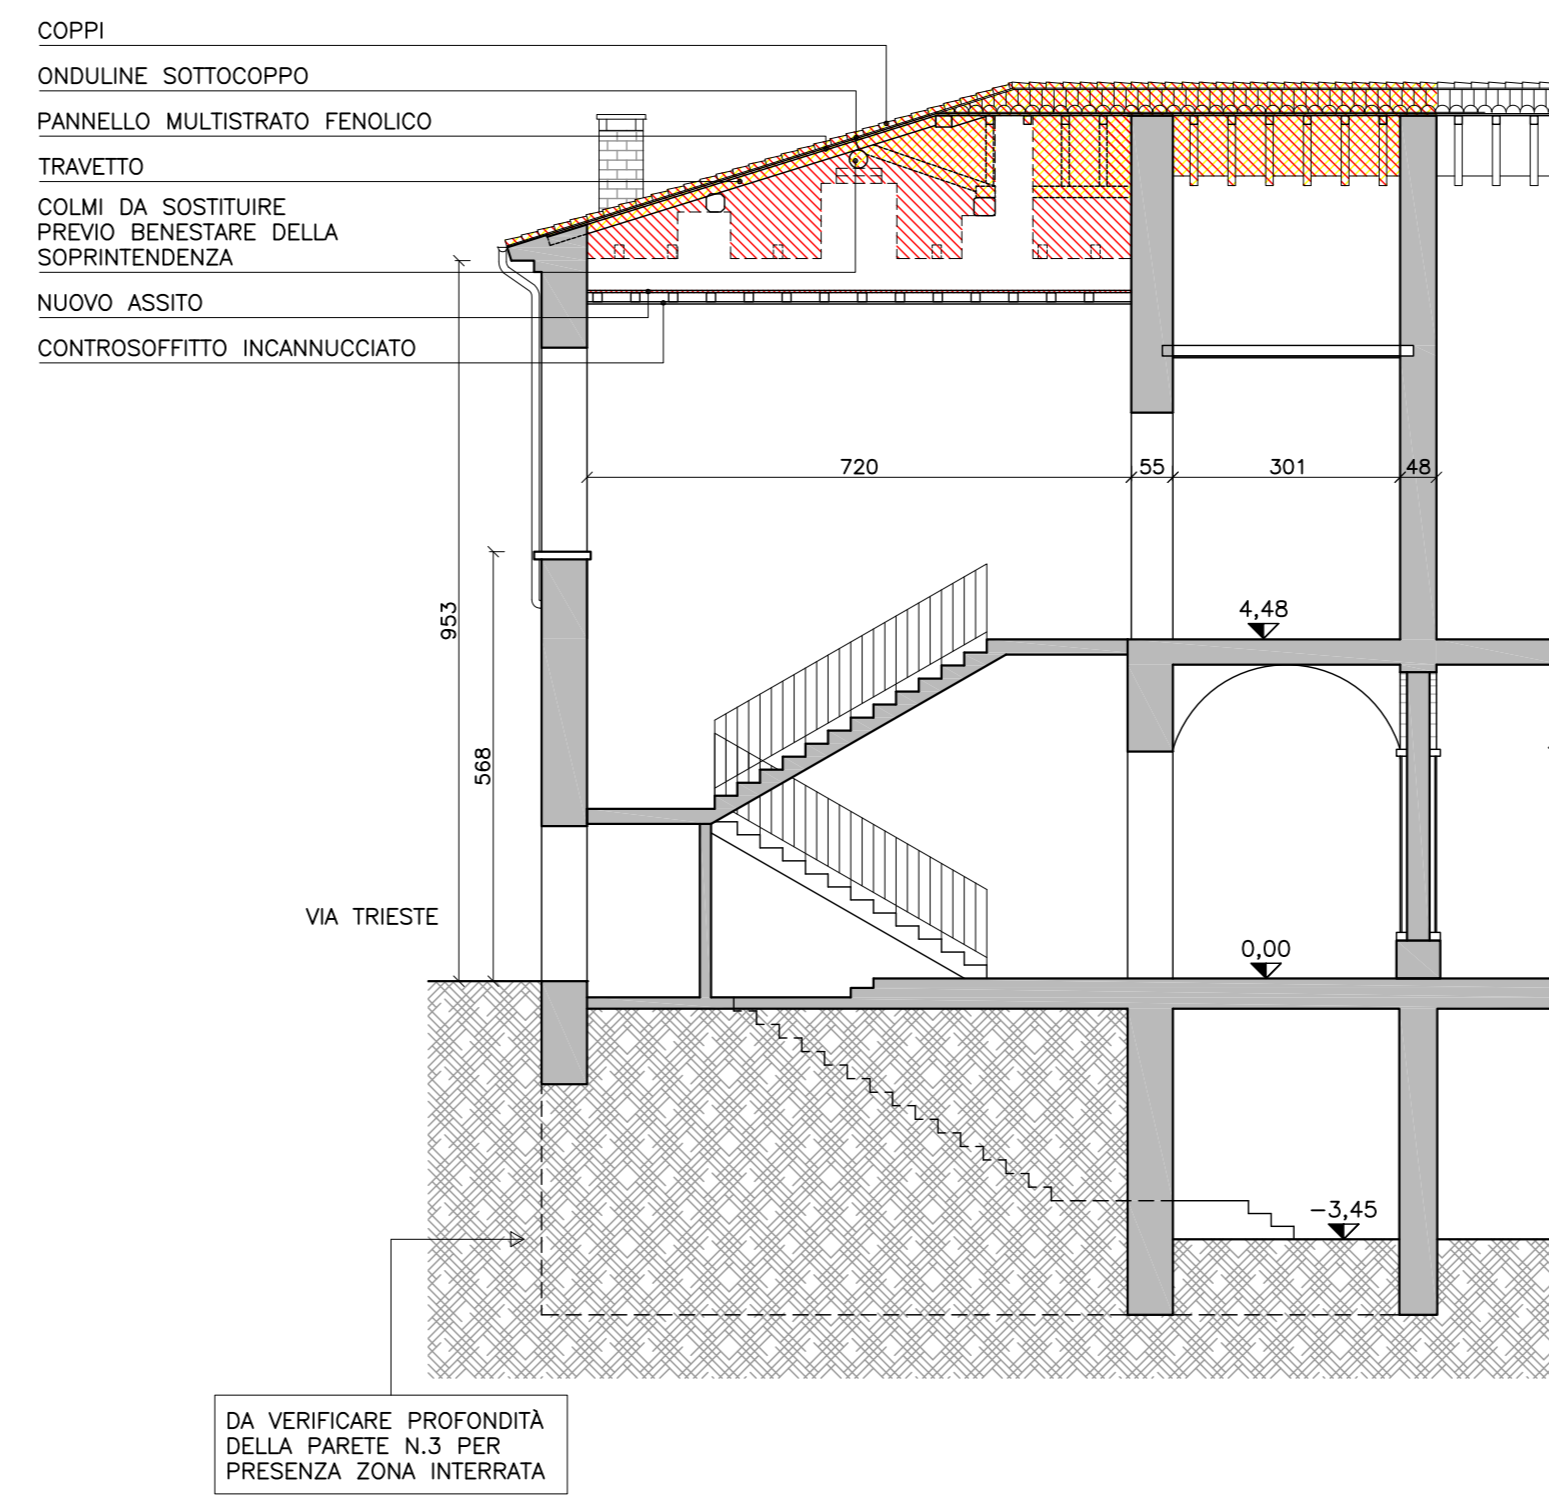 COPPI
ONDULINE SOTTOCOPPO
PANNELLO MULTISTRATO FENOLICO
TRAVETTO
COLMI DA SOSTITUIRE
PREVIO BENESTARE DELLA
SOPRINTENDENZA
NUOVO ASSITO
CONTROSOFFITTO INCANNUCCIATO
720
55
301
48
953
568
4,48
VIA TRIESTE
0,00
-3,45
DA VERIFICARE PROFONDITÀ
DELLA PARETE N.3 PER
PRESENZA ZONA INTERRATA